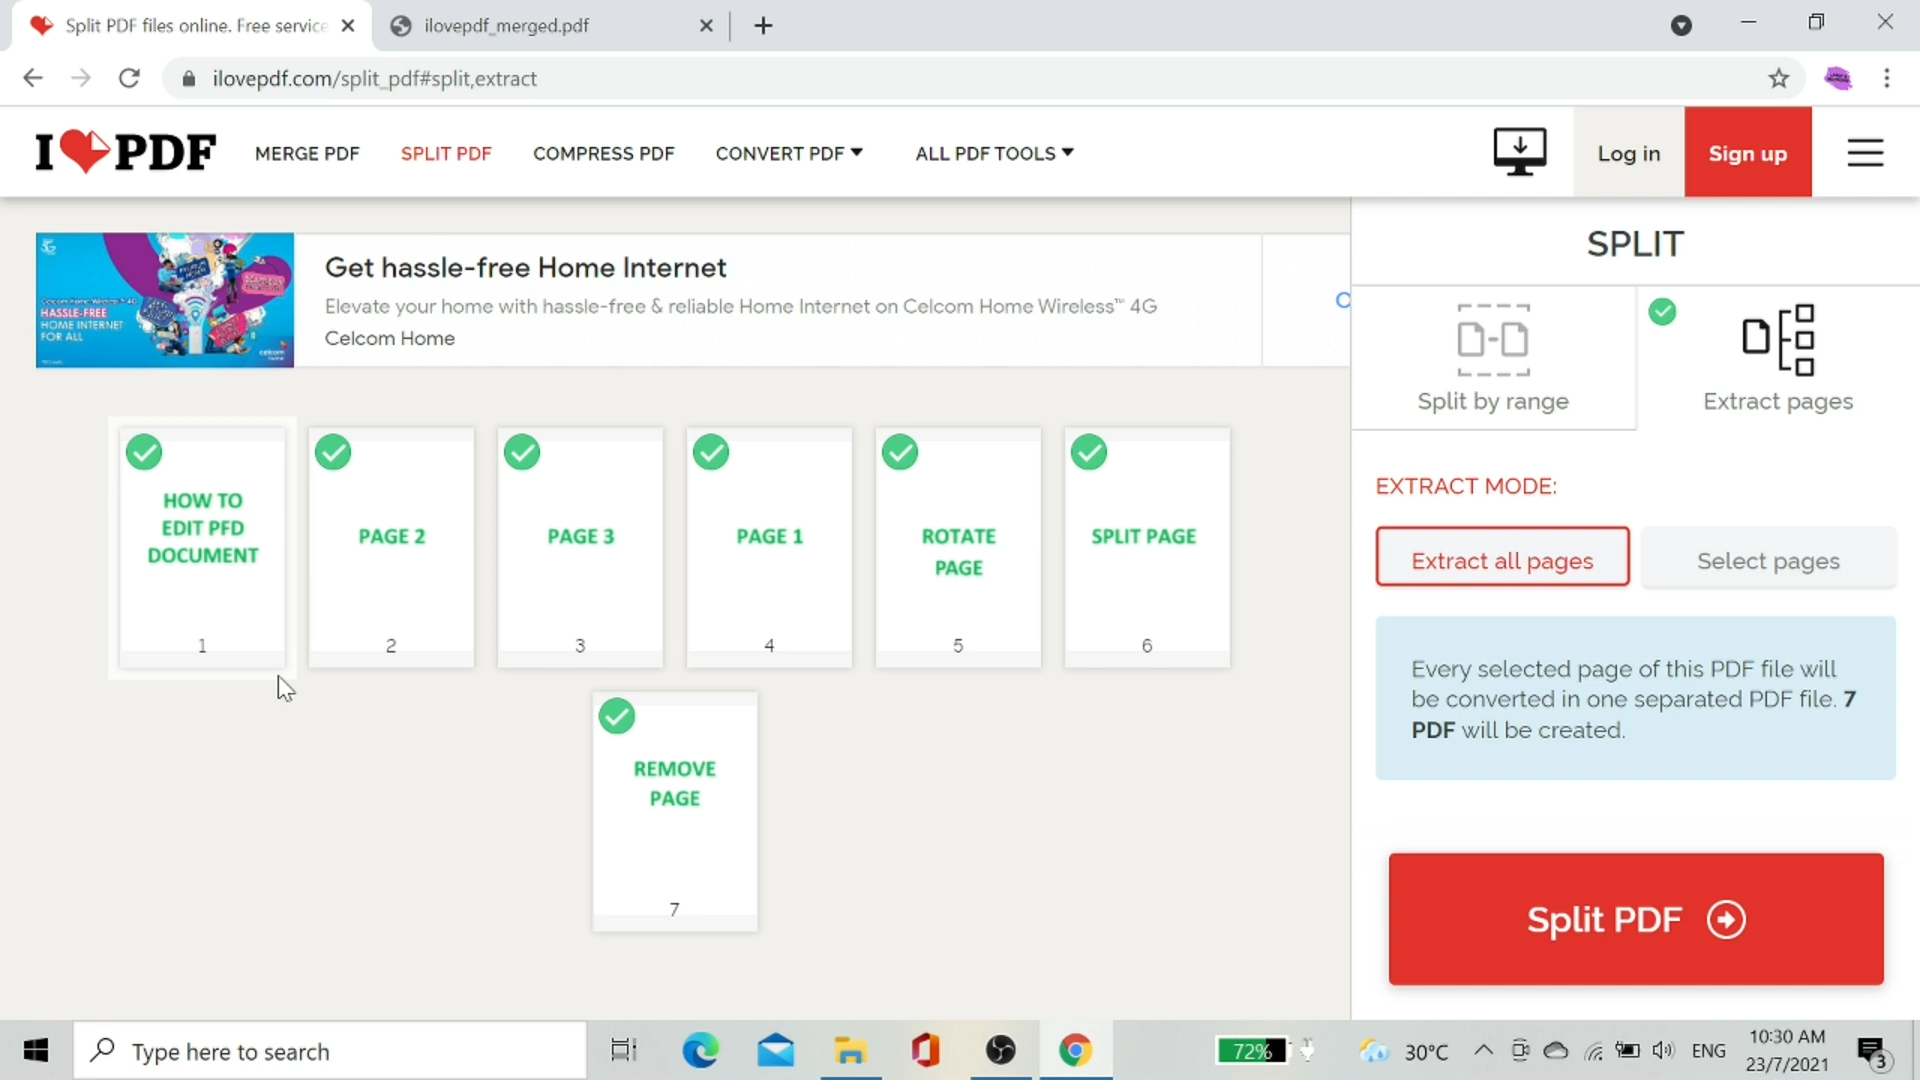 Split PDF files online. Free service
ilovepdf_merged.pdf
ilovepdf.com/split_pdf#split,extract
I PDF
MERGE PDF
SPLIT PDF
COMPRESS PDF
CONVERT PDF
ALL PDF TOOLS
Log in
Sign up
5G
HASSLE-FREE
HOME INTERNET
FOR ALL
celcom
Get hassle-free Home Internet
Elevate your home with hassle-free & reliable Home Internet on Celcom Home Wireless™ 4G
Celcom Home
SPLIT
Split by range
Extract pages
HOW TO
EDIT PFD
DOCUMENT
1
PAGE 2
2
PAGE 3
3
PAGE 1
4
ROTATE
PAGE
5
SPLIT PAGE
6
REMOVE
PAGE
7
EXTRACT MODE:
Extract all pages
Select pages
Every selected page of this PDF file will
be converted in one separated PDF file. 7
PDF will be created.
Split PDF
Type here to search
72%
30°C
ENG
10:30 AM
23/7/2021
3